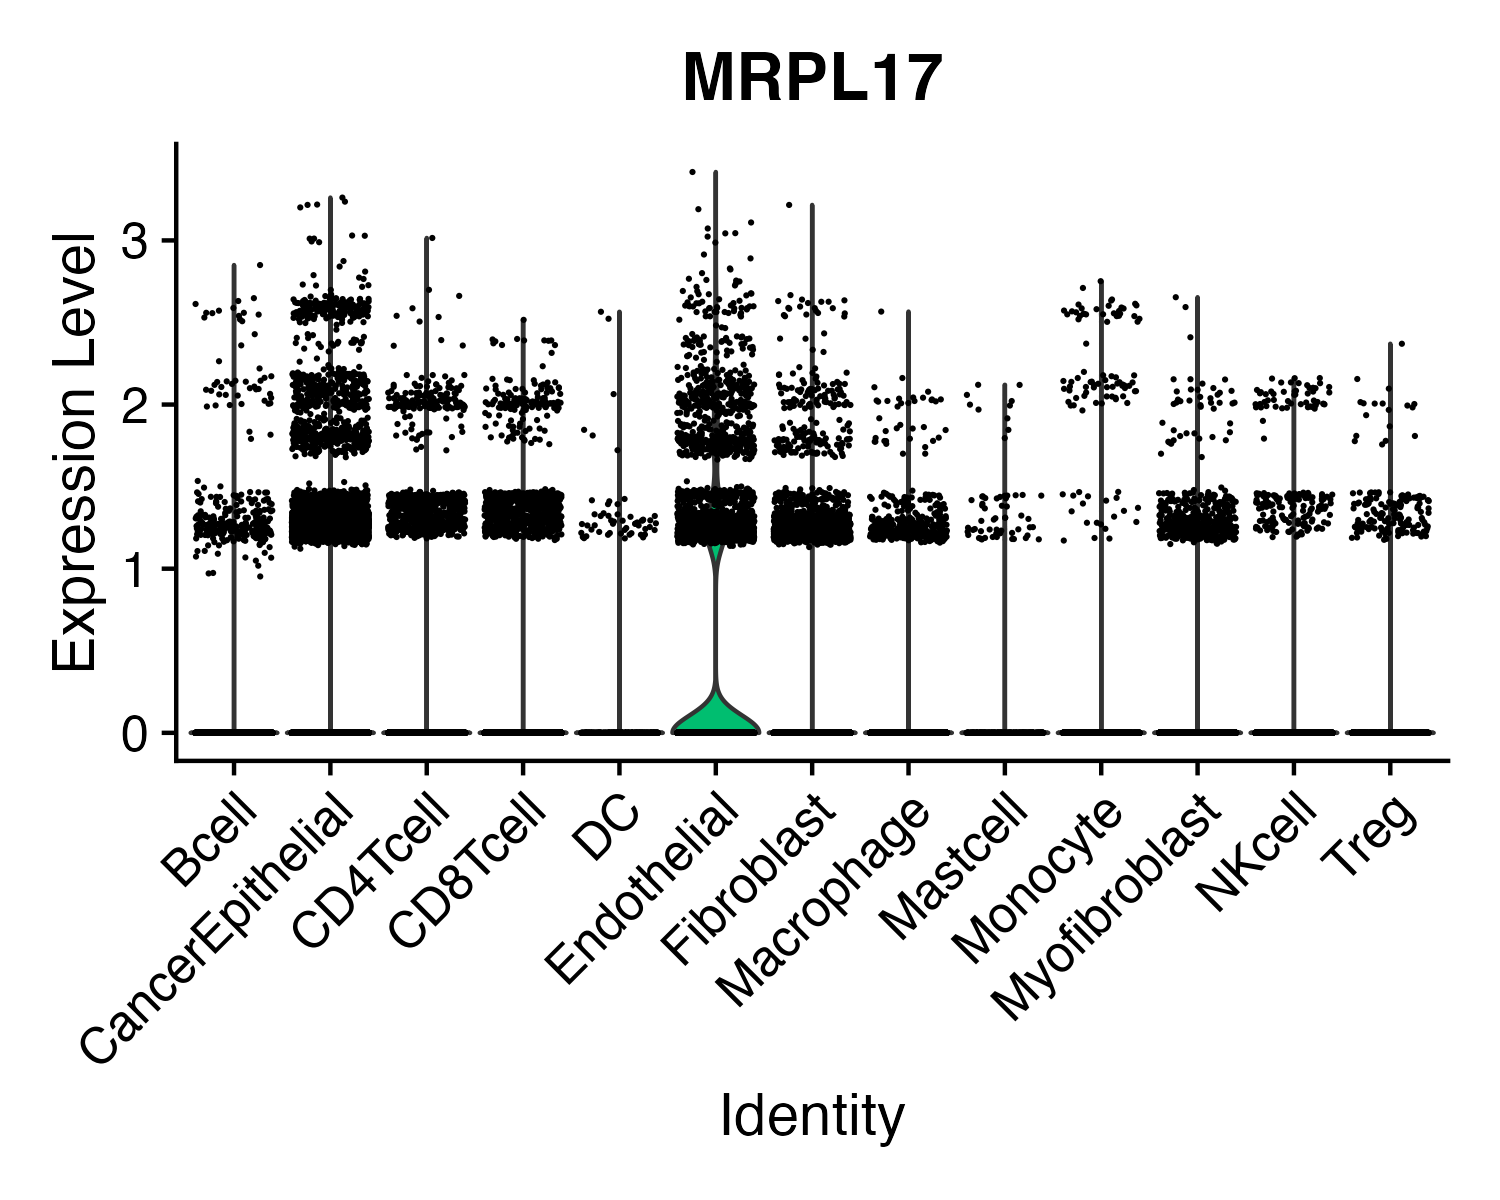 MRPL17
Expression Level
3
2
1
0
Bcell
CancerEpithelial
CD4Tcell
CD8Tcell
DC
Endothelial
Fibroblast
Macrophage
Mastcell
Monocyte
Myofibroblast
NKcell
Treg
Identity